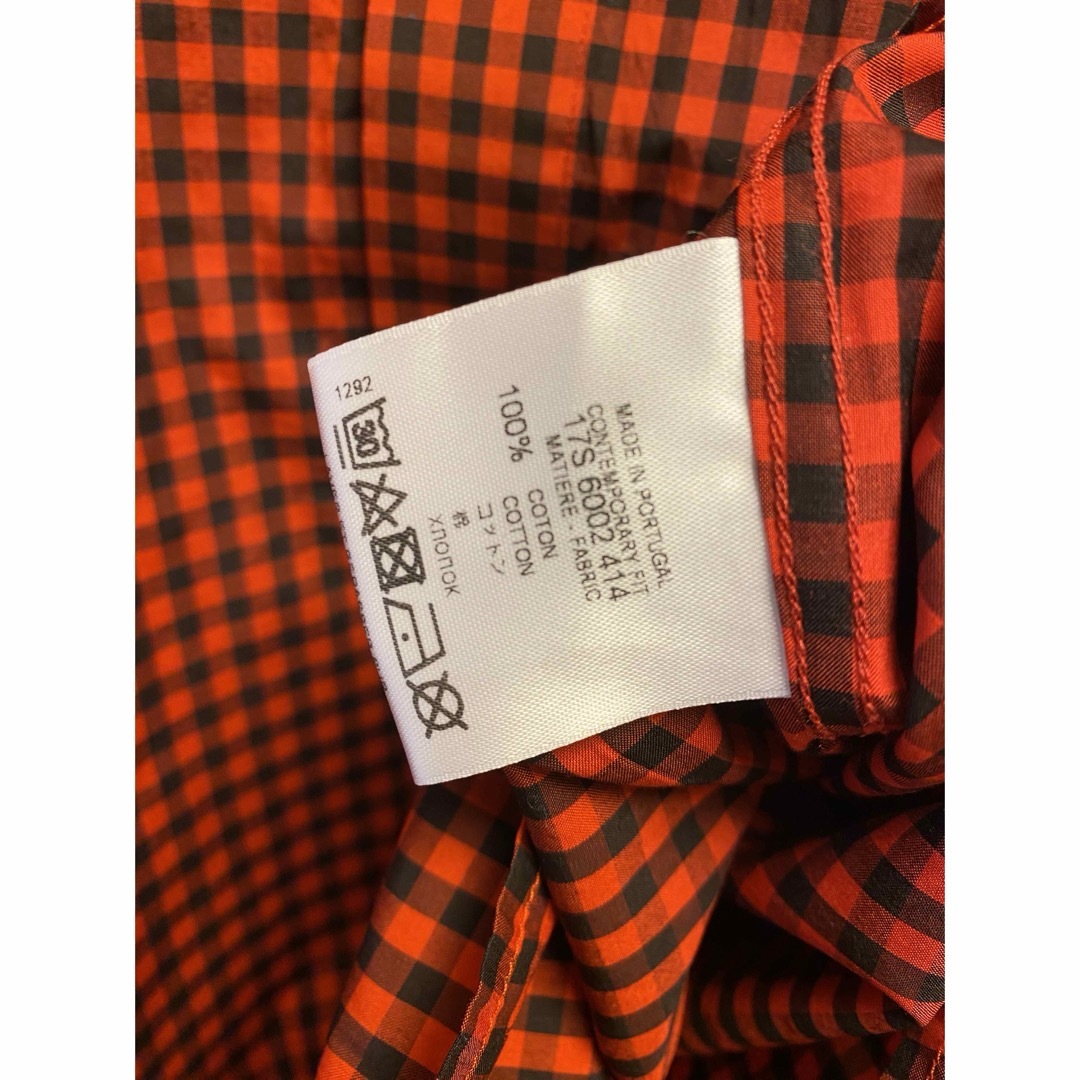 MADE IN PORTUGAL
CONTEMPORARY FIT
17S 6002 414
MATIERE - FABRIC
100% COTON
COTTON
コットン
棉
ХЛОПОК
30
1292